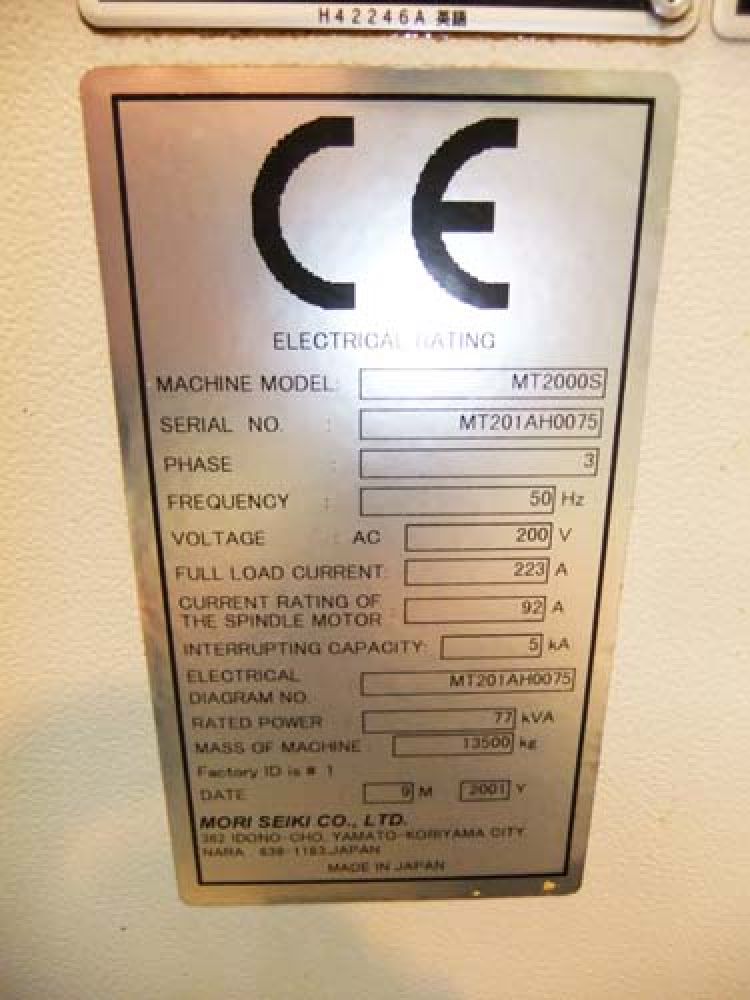 H42246A 英語
CE
ELECTRICAL RATING
MACHINE MODEL: MT2000S
SERIAL NO. : MT201AH0075
PHASE : 3
FREQUENCY : 50 Hz
VOLTAGE : AC 200 V
FULL LOAD CURRENT: 223 A
CURRENT RATING OF
THE SPINDLE MOTOR : 92 A
INTERRUPTING CAPACITY: 5 kA
ELECTRICAL
DIAGRAM NO. MT201AH0075
RATED POWER : 77 kVA
MASS OF MACHINE 13500 kg
Factory ID is # 1
DATE 9 M 2001 Y
MORI SEIKI CO., LTD.
362 IDONO-CHO, YAMATO-KORIYAMA CITY
NARA , 639-1183,JAPAN
MADE IN JAPAN